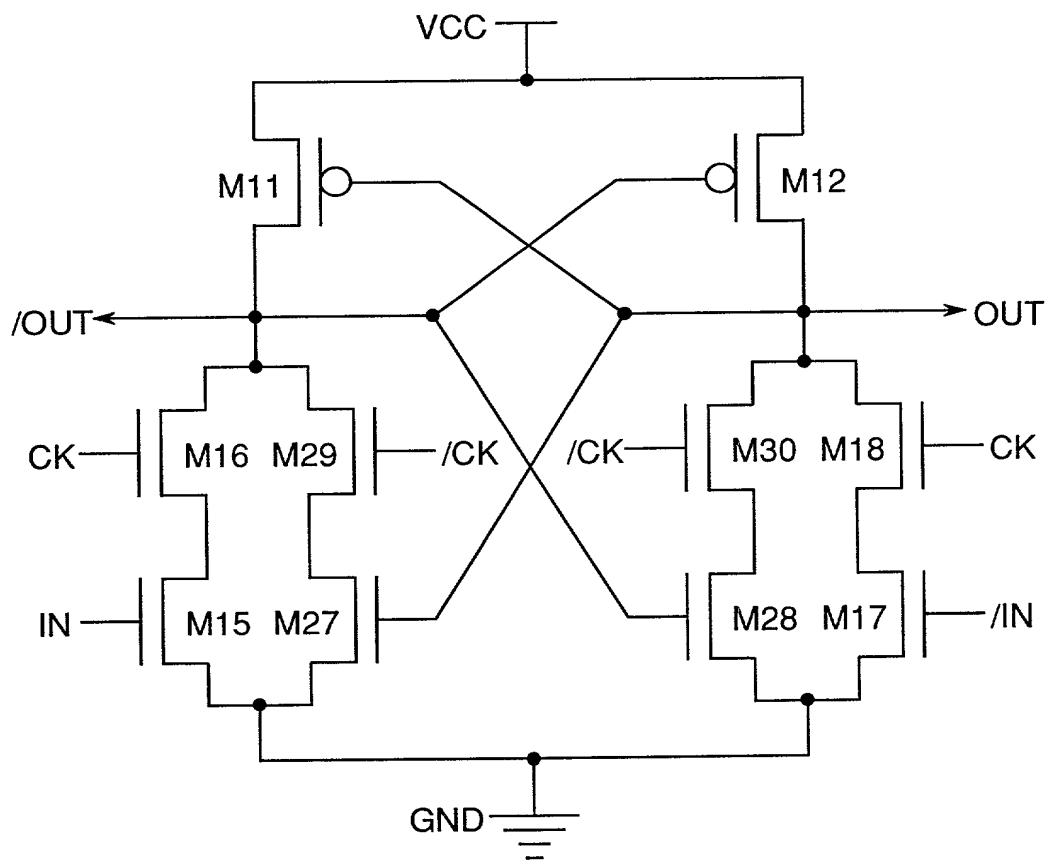 VCC
M11
M12
/OUT
OUT
CK
M16
M29
/CK
/CK
M30
M18
CK
IN
M15
M27
M28
M17
/IN
GND